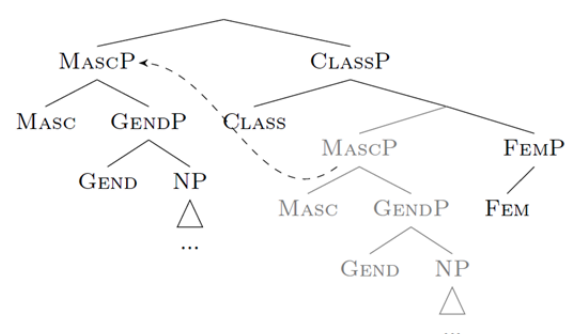 MASCP CLASSP
MASC GENDP CLASS
MASCP FEMP
GEND NP
MASC GENDP FEM
...
GEND NP
...